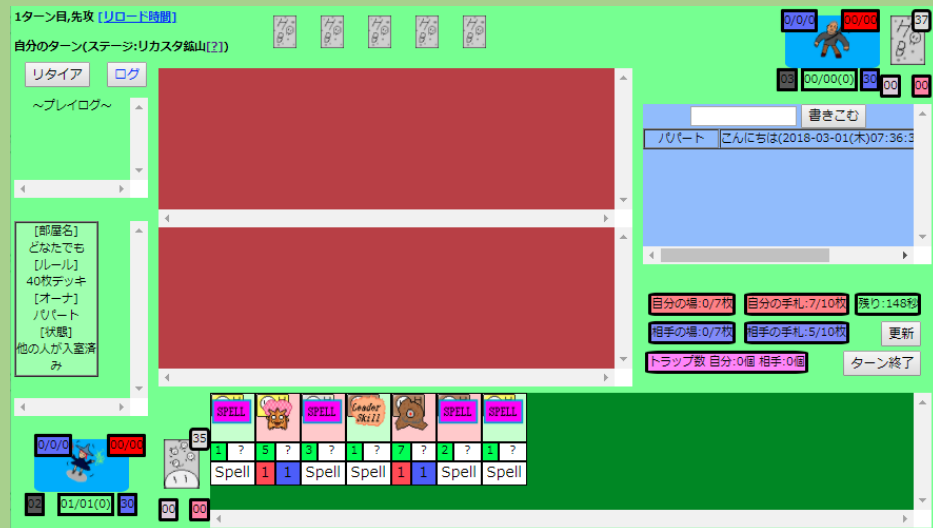 1ターン目,先攻 [リロード時間]
自分のターン(ステージ:リカスタ鉱山[?])
リタイア
ログ
～プレイログ～
0/0/0
00/00
37
03
00/00(0)
30
00
00
書きこむ
パパート
こんにちは(2018-03-01(木)07:36:3
[部屋名]
どなたでも
[ルール]
40枚デッキ
[オーナ]
パパート
[状態]
他の人が入室済
み
自分の場:0/7枚
自分の手札:7/10枚
残り:148秒
相手の場:0/7枚
相手の手札:5/10枚
更新
トラップ数 自分:0個 相手:0個
ターン終了
SPELL
SPELL
Leader
Skill
SPELL
SPELL
1 ? 5 ? 3 ? 1 ? 7 ? 2 ? 1 ?
Spell 1 1 Spell Spell 1 1 Spell Spell
0/0/0
00/00
35
02
01/01(0)
30
00
00